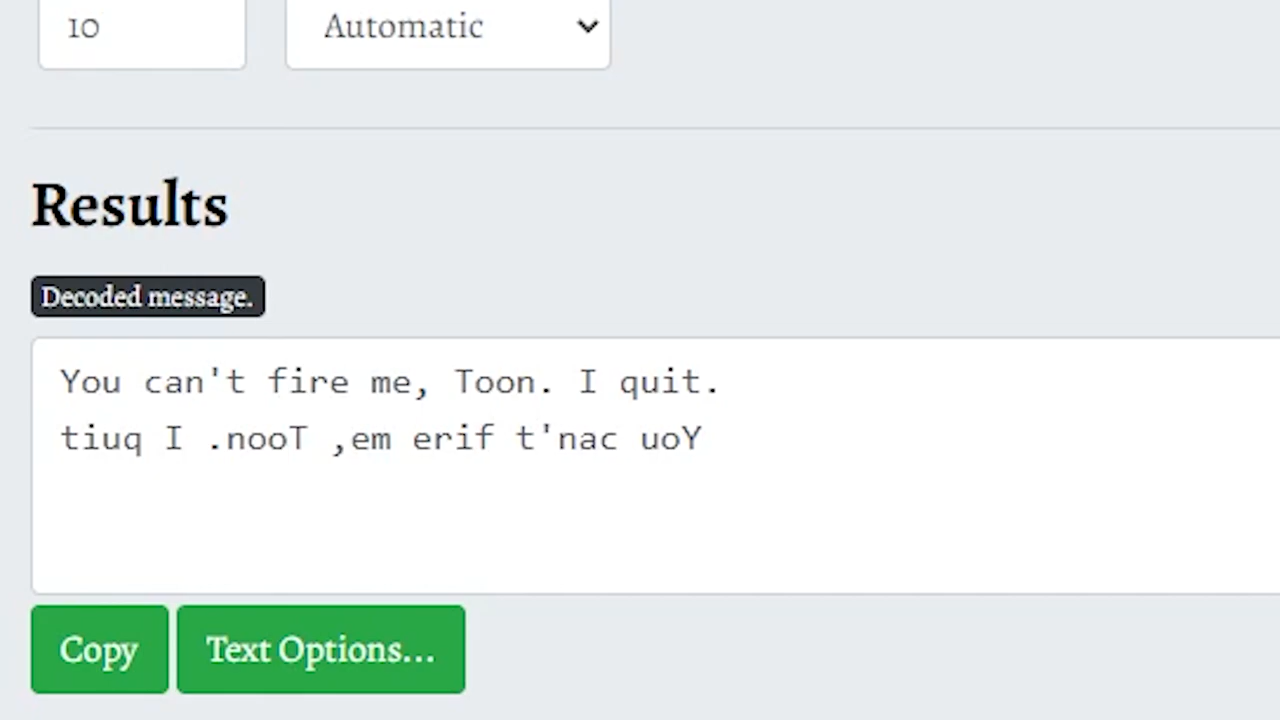 10
Automatic
Results
Decoded message.
You can't fire me, Toon. I quit.
tiuq I .nooT ,em erif t'nac uoY
Copy
Text Options...